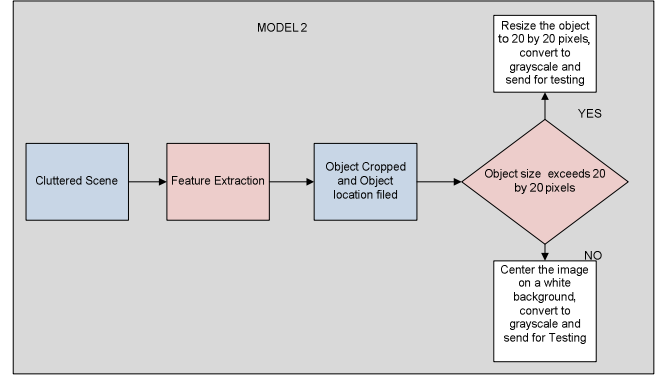 MODEL 2
Resize the object
to 20 by 20 pixels,
convert to
grayscale and
send for testing
YES
Cluttered Scene
Feature Extraction
Object Cropped
and Object
location filed
Object size exceeds 20
by 20 pixels
NO
Center the image
on a white
background,
convert to
grayscale and
send for Testing